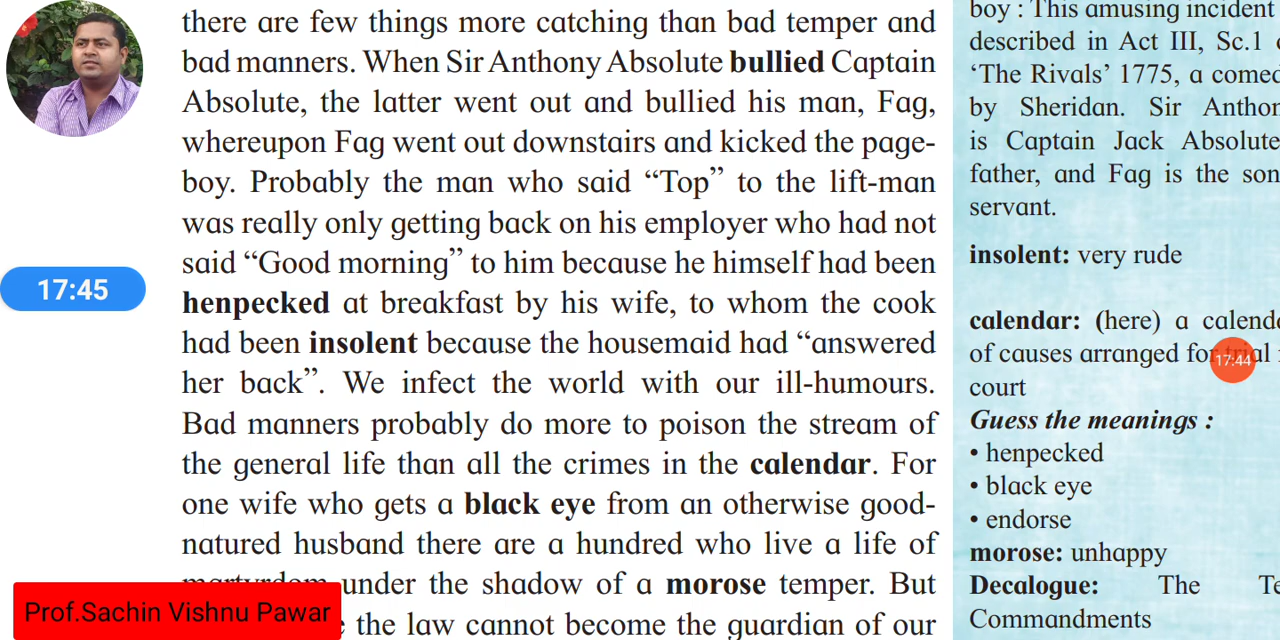 there are few things more catching than bad temper and
bad manners. When Sir Anthony Absolute bullied Captain
Absolute, the latter went out and bullied his man, Fag,
whereupon Fag went out downstairs and kicked the page-
boy. Probably the man who said “Top” to the lift-man
was really only getting back on his employer who had not
said “Good morning” to him because he himself had been
henpecked at breakfast by his wife, to whom the cook
had been insolent because the housemaid had “answered
her back”. We infect the world with our ill-humours.
Bad manners probably do more to poison the stream of
the general life than all the crimes in the calendar. For
one wife who gets a black eye from an otherwise good-
natured husband there are a hundred who live a life of
martyrdom under the shadow of a morose temper. But
the law cannot become the guardian of our
17:45
Prof.Sachin Vishnu Pawar
boy : This amusing incident
described in Act III, Sc.1
‘The Rivals’ 1775, a
by Sheridan. Sir
is Captain Jack Absolute
father, and Fag is the
servant.
insolent: very rude
calendar: (here) a
of causes arranged for
17:44
court
Guess the meanings :
• henpecked
• black eye
• endorse
morose: unhappy
Decalogue: The
Commandments